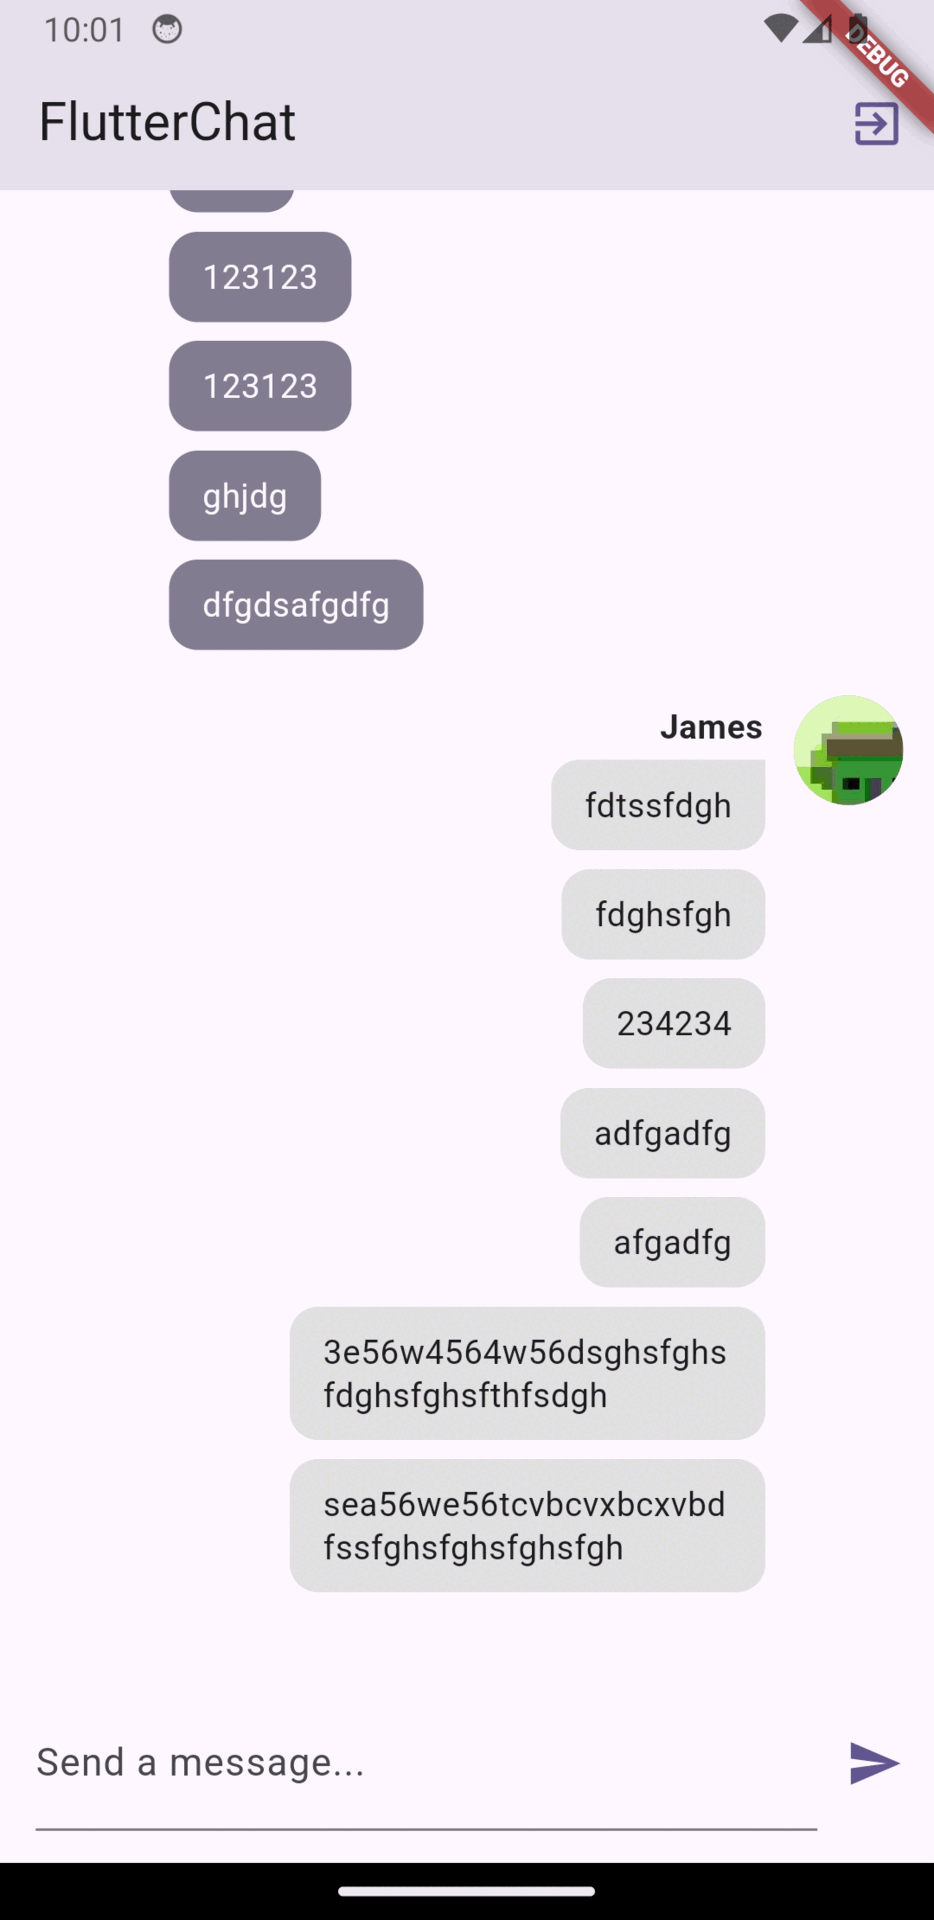 10:01
DEBUG
FlutterChat
123123
123123
ghjdg
dfgdsafgdfg
James
fdtssfdgh
fdghsfgh
234234
adfgadfg
afgadfg
3e56w4564w56dsghsfghs
fdghsfghsfthfsdgh
sea56we56tcvbcvxbcxvbd
fssfghsfghsfghsfgh
Send a message...